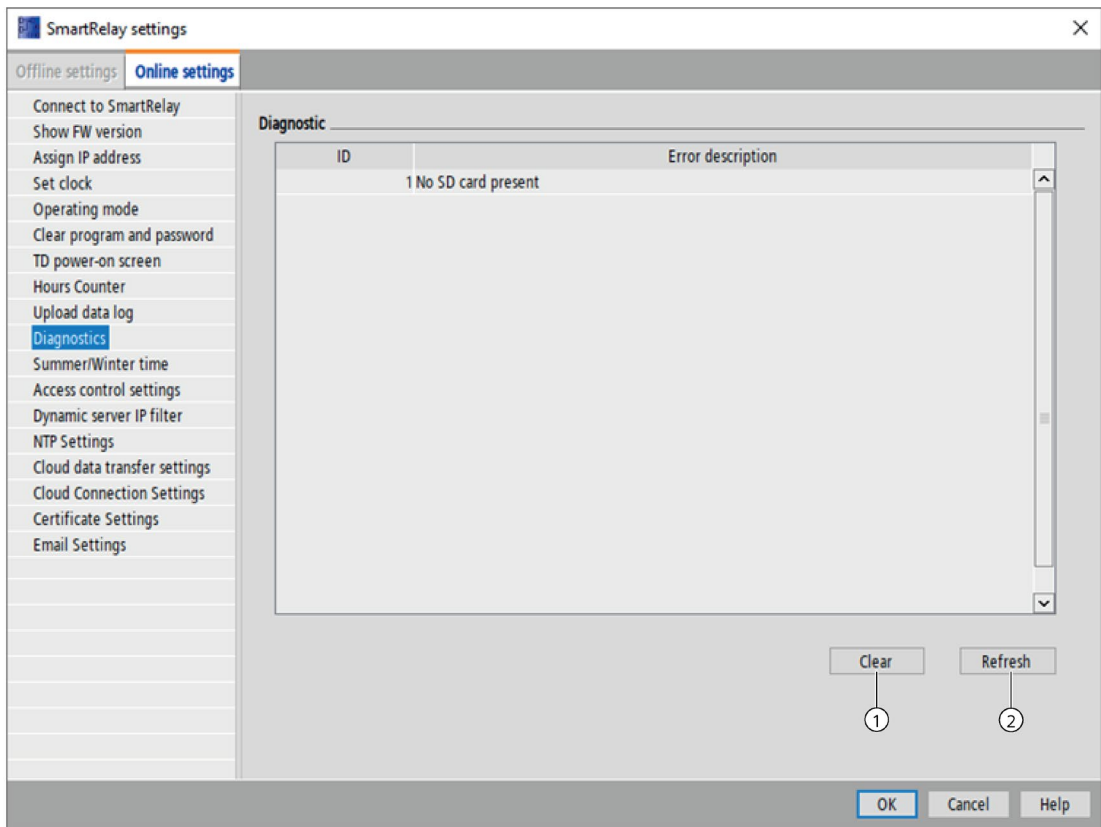 SmartRelay settings
Offline settings Online settings
Connect to SmartRelay
Show FW version
Assign IP address
Set clock
Operating mode
Clear program and password
TD power-on screen
Hours Counter
Upload data log
Diagnostics
Summer/Winter time
Access control settings
Dynamic server IP filter
NTP Settings
Cloud data transfer settings
Cloud Connection Settings
Certificate Settings
Email Settings
Diagnostic
ID Error description
1 No SD card present
Clear Refresh
1 2
OK Cancel Help